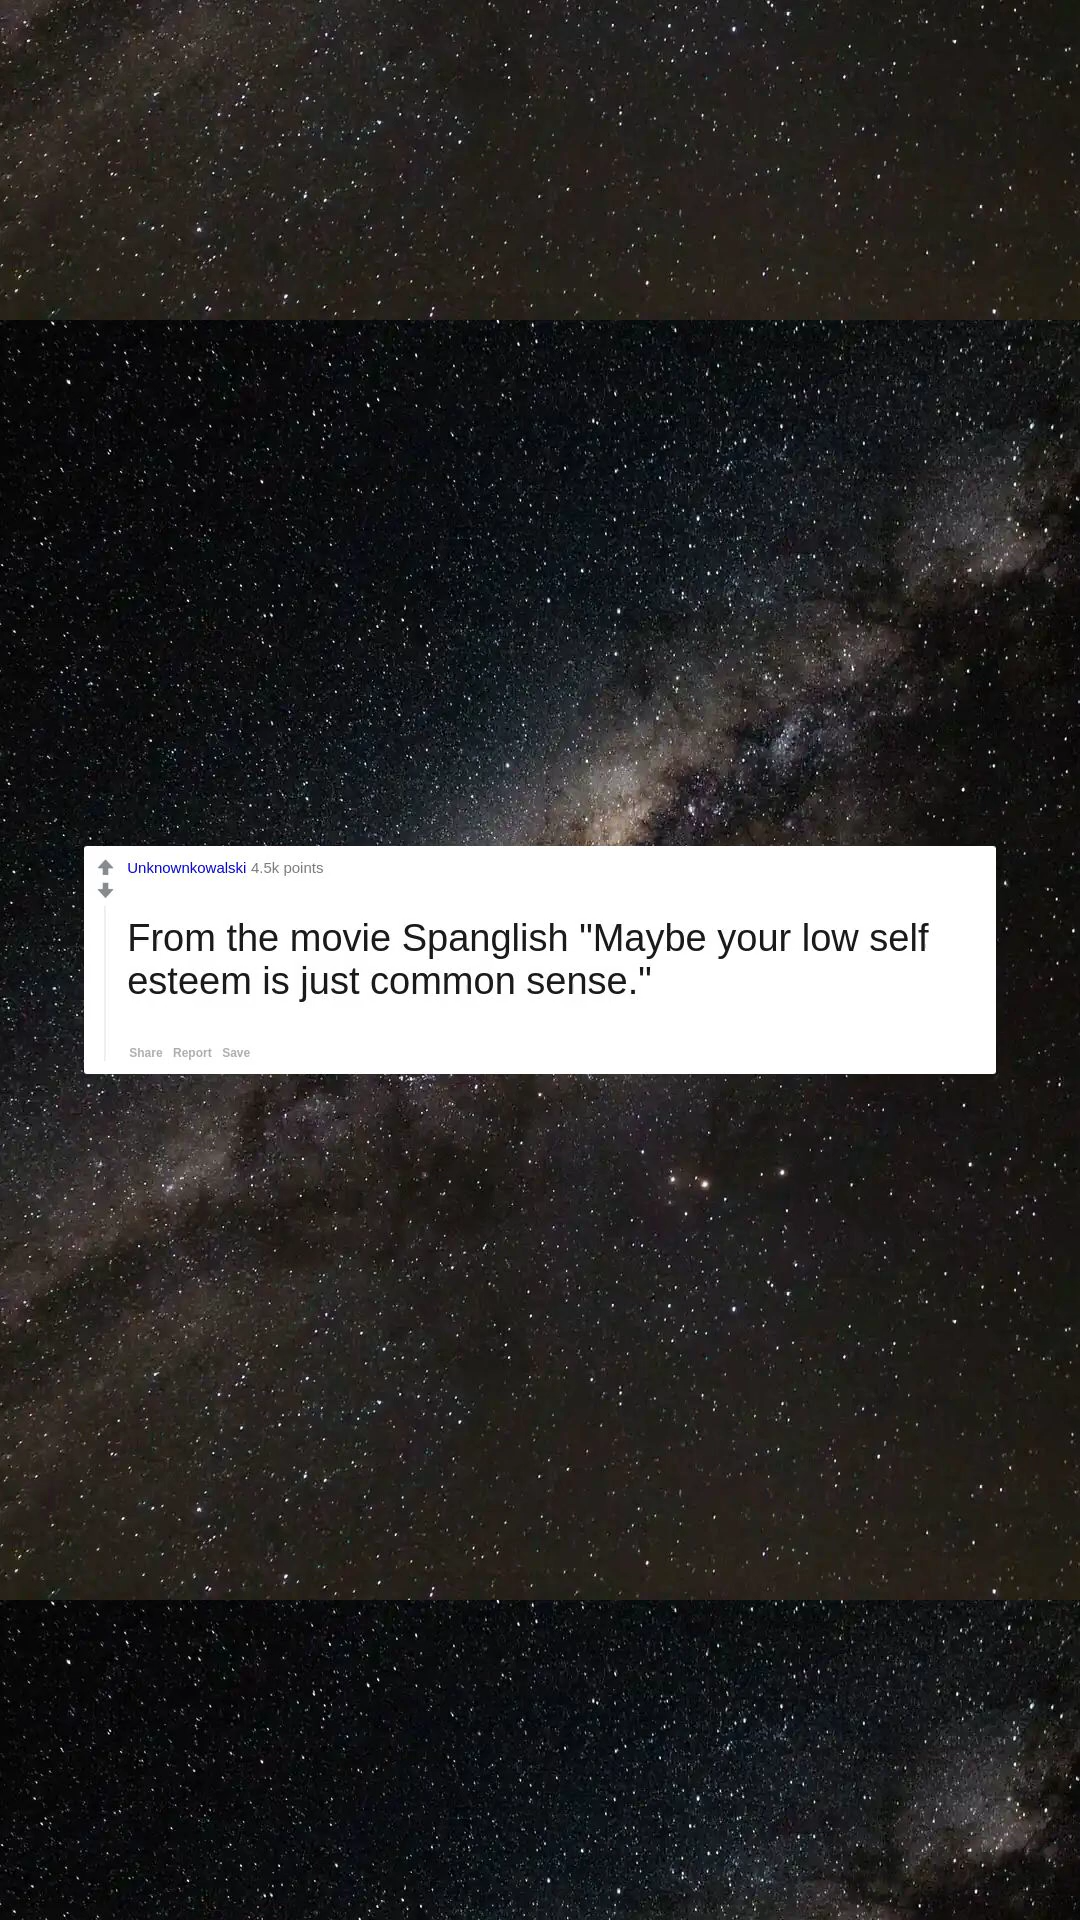 Unknownkowalski 4.5k points
From the movie Spanglish "Maybe your low self
esteem is just common sense."
Share Report Save